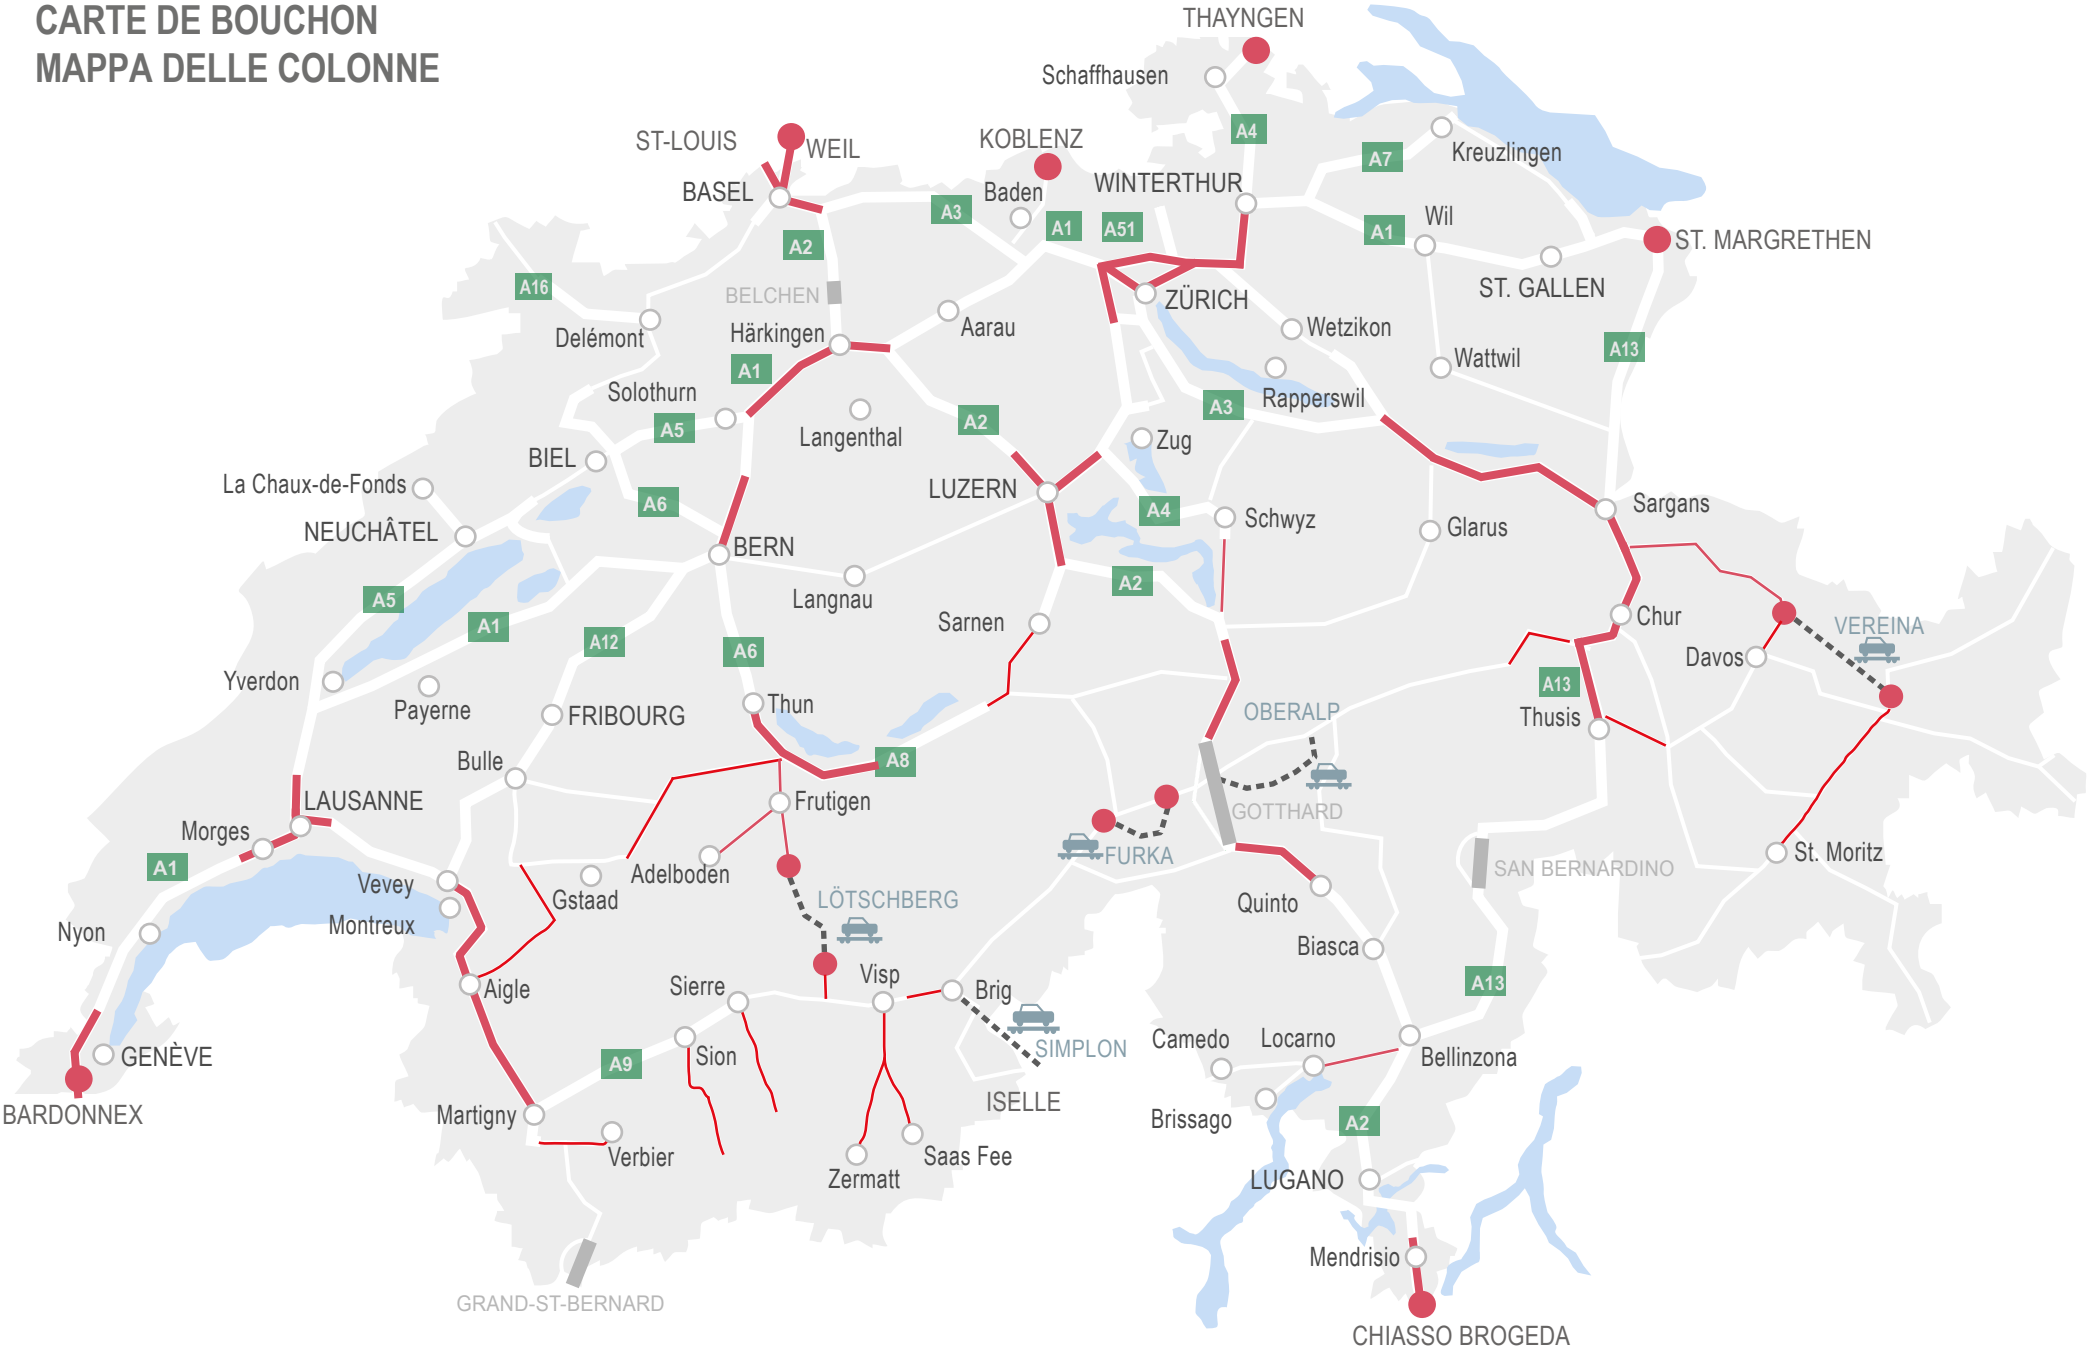 CARTE DE BOUCHON
MAPPA DELLE COLONNE
THAYNGEN
Schaffhausen
A4
ST-LOUIS
WEIL
KOBLENZ
A7
Kreuzlingen
BASEL
Baden
WINTERTHUR
A3
A1
A51
A1
Wil
A2
ST. MARGRETHEN
A16
BELCHEN
ZÜRICH
ST. GALLEN
Delémont
Härkingen
Aarau
Wetzikon
A13
Wattwil
A1
Solothurn
Rapperswil
A3
A5
Langenthal
A2
Zug
BIEL
La Chaux-de-Fonds
LUZERN
A6
A4
Schwyz
Sargans
NEUCHÂTEL
Glarus
BERN
A5
Langnau
A2
A1
A12
Sarnen
Chur
VEREINA
A6
Davos
Yverdon
A13
Payerne
FRIBOURG
Thun
OBERALP
Thusis
Bulle
A8
LAUSANNE
Frutigen
GOTTHARD
Morges
FURKA
St. Moritz
A1
Vevey
Gstaad
Adelboden
SAN BERNARDINO
LÖTSCHBERG
Quinto
Montreux
Nyon
Biasca
Aigle
Sierre
Visp
Brig
A13
SIMPLON
GENÈVE
Sion
A9
Camedo
Locarno
Bellinzona
ISELLE
BARDONNEX
Martigny
Brissago
A2
Verbier
Saas Fee
Zermatt
LUGANO
Mendrisio
GRAND-ST-BERNARD
CHIASSO BROGEDA